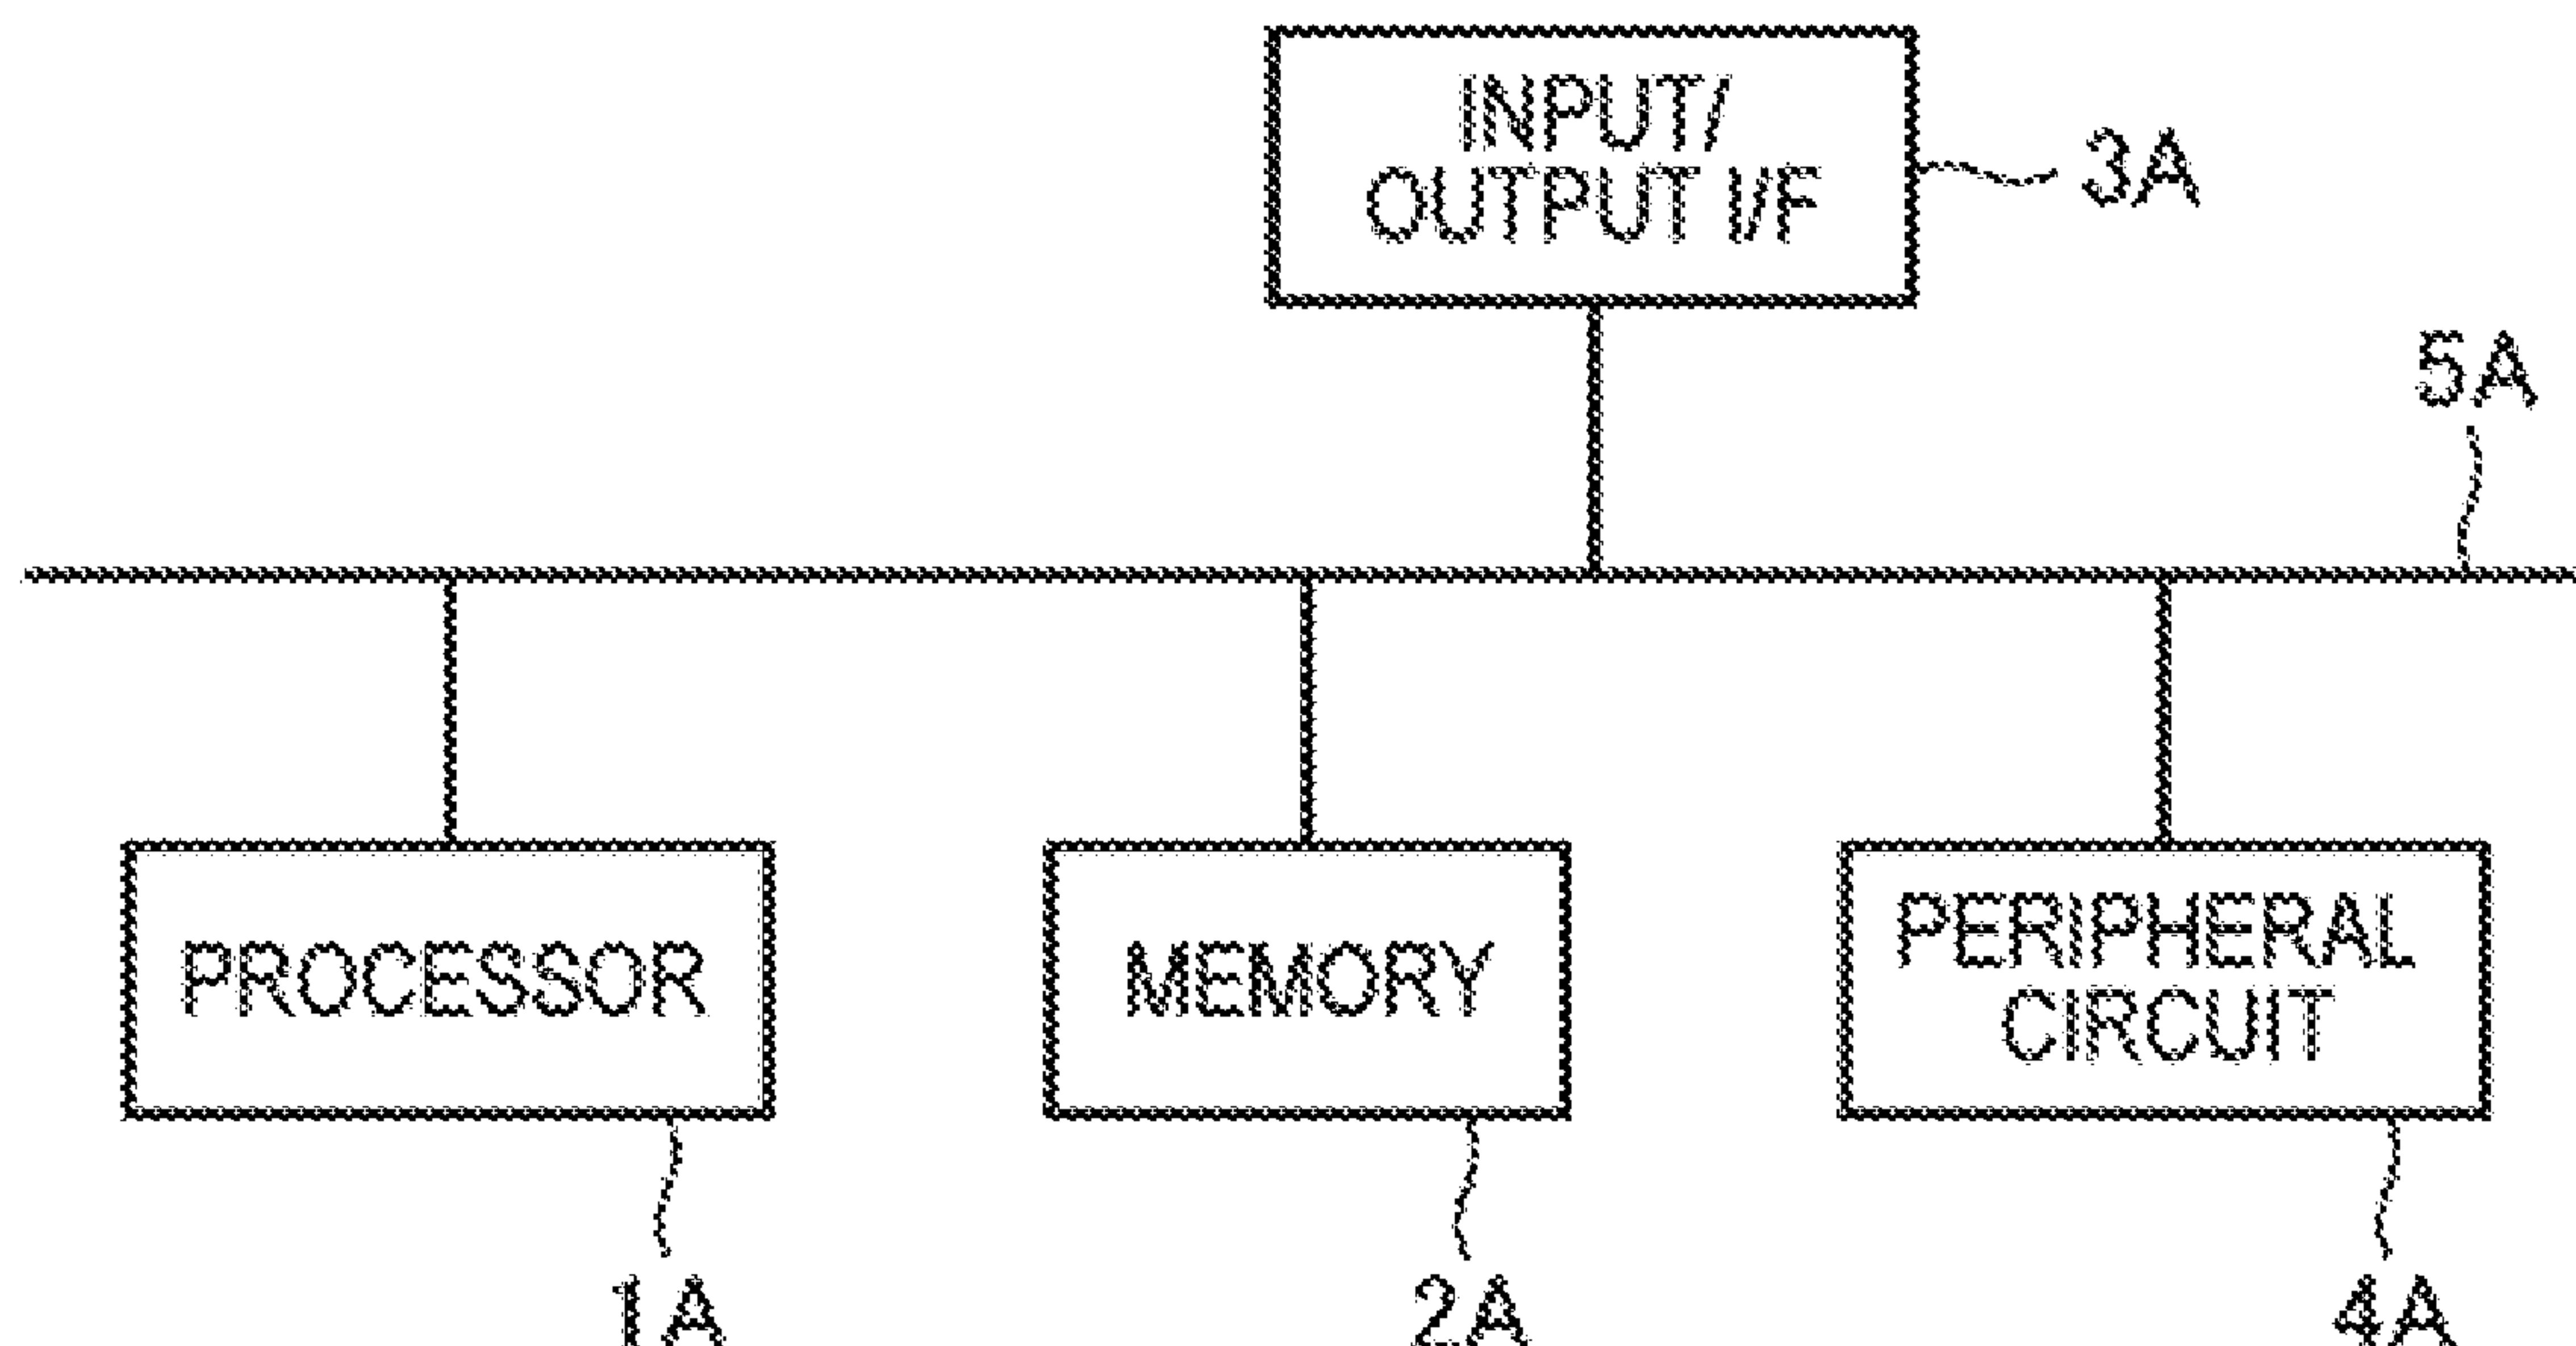 INPUT/
OUTPUT I/F
3A
5A
PROCESSOR
MEMORY
PERIPHERAL
CIRCUIT
1A
2A
4A